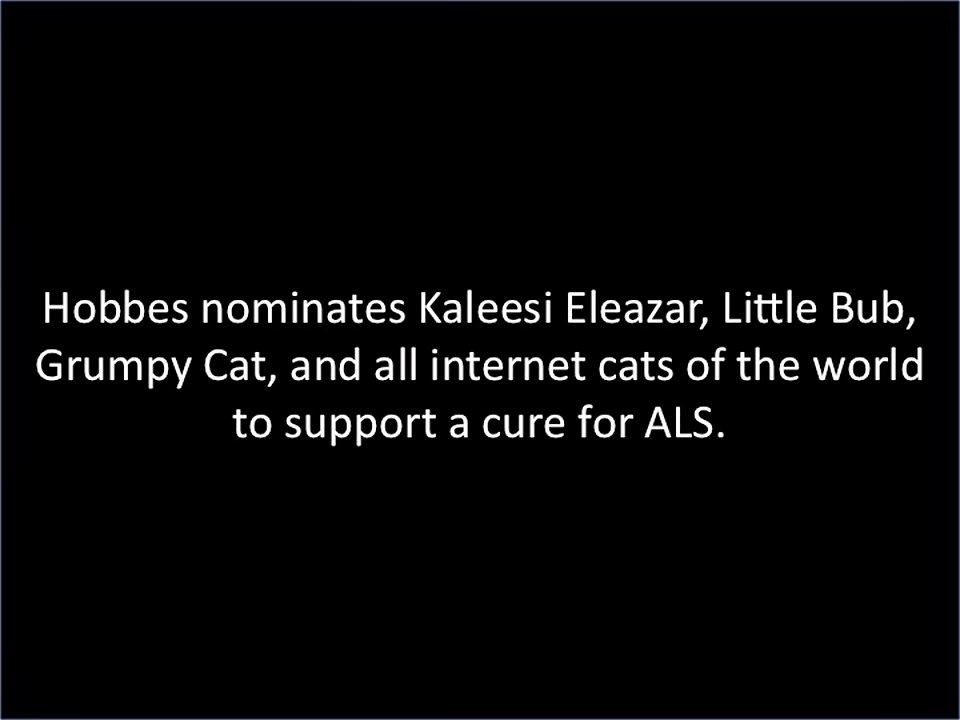 Hobbes nominates Kaleesi Eleazar, Little Bub,
Grumpy Cat, and all internet cats of the world
to support a cure for ALS.